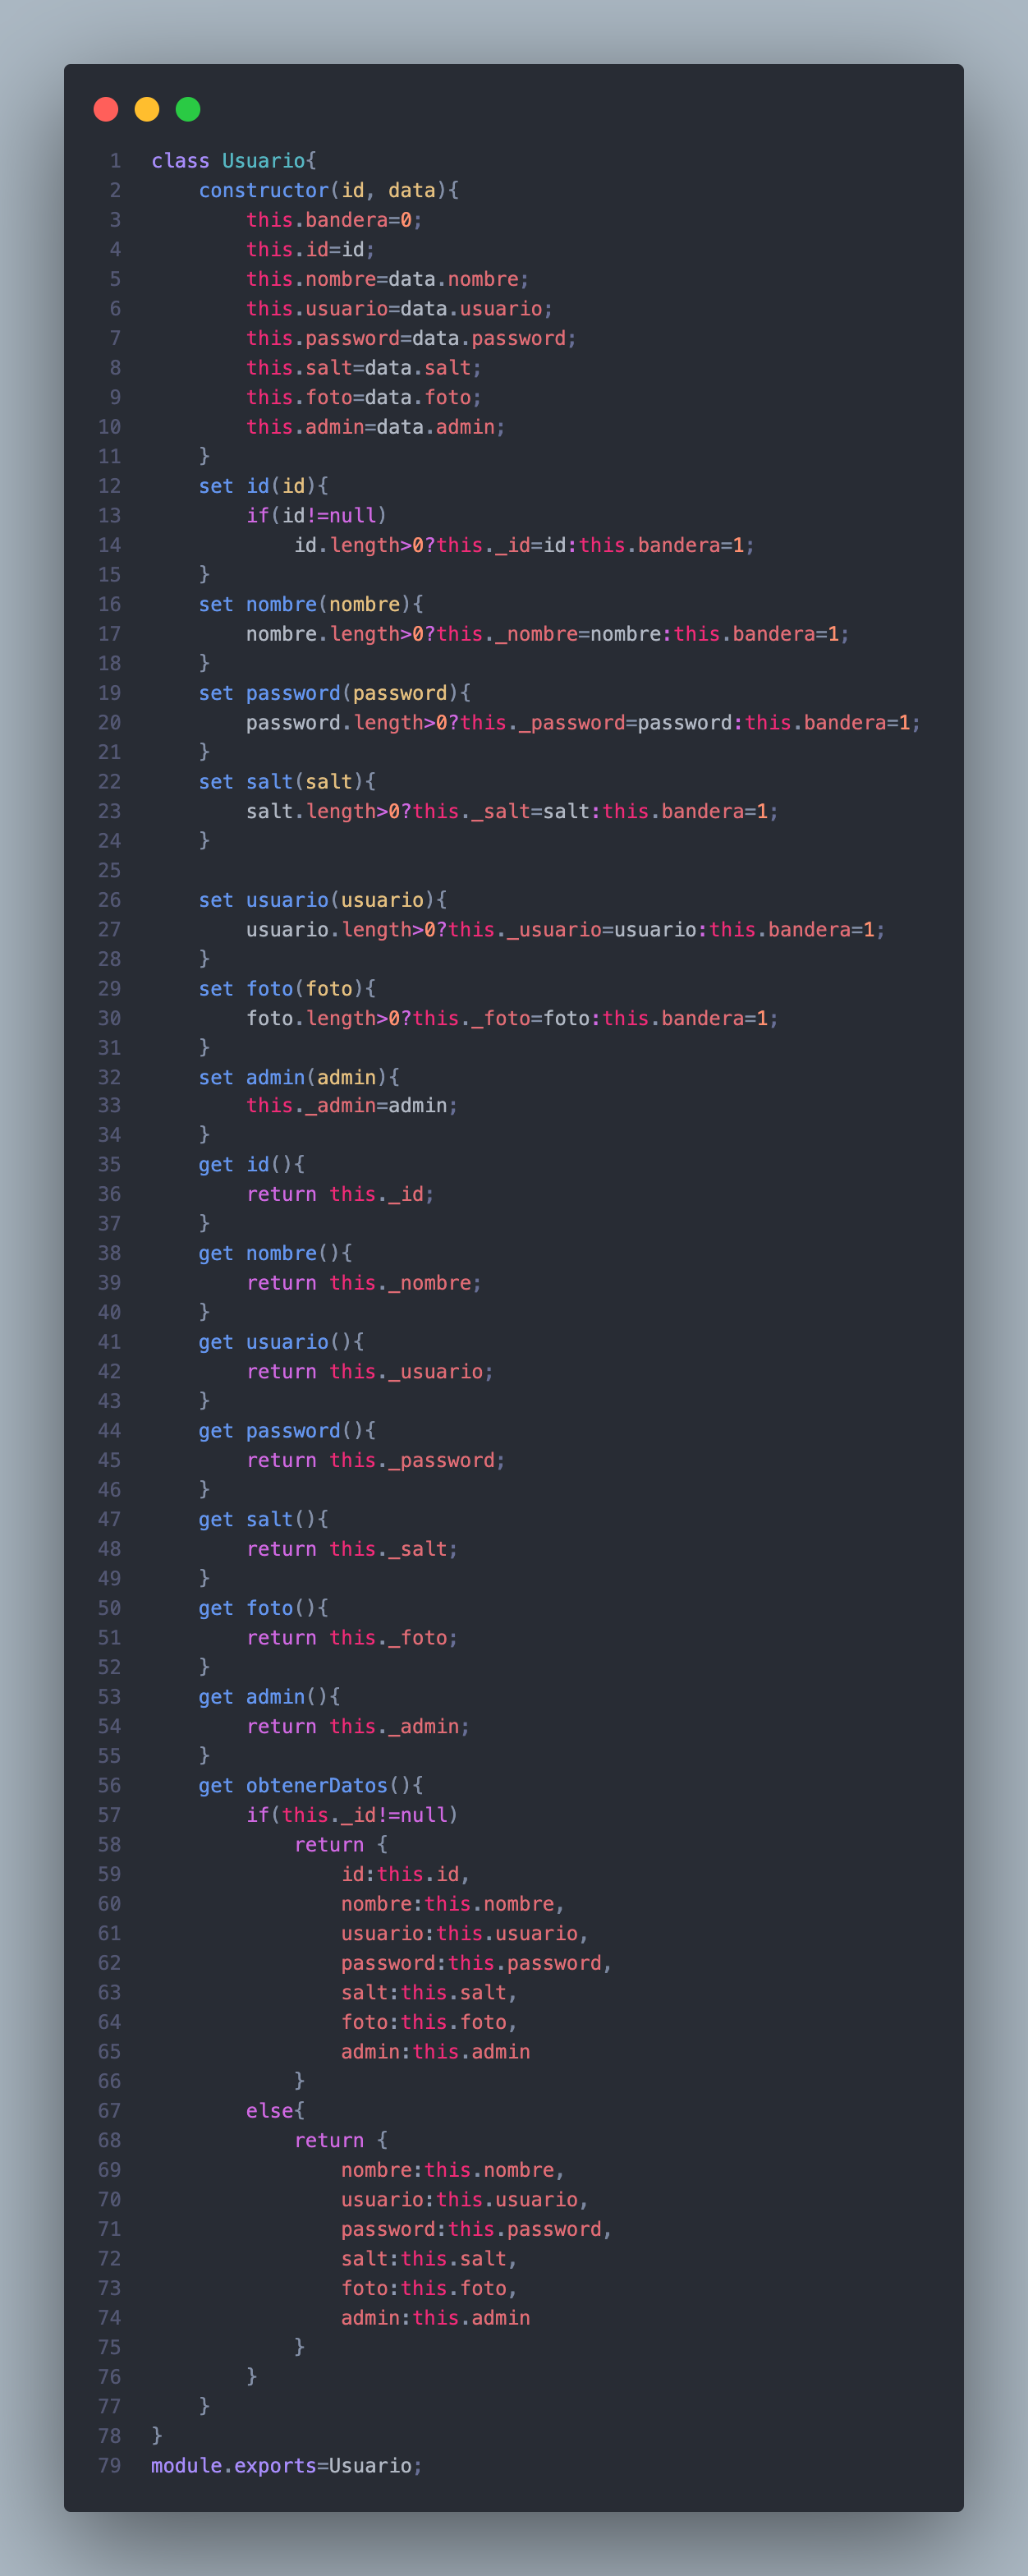 1 class Usuario{
2     constructor(id, data){
3         this.bandera=0;
4         this.id=id;
5         this.nombre=data.nombre;
6         this.usuario=data.usuario;
7         this.password=data.password;
8         this.salt=data.salt;
9         this.foto=data.foto;
10         this.admin=data.admin;
11     }
12     set id(id){
13         if(id!=null)
14             id.length>0?this._id=id:this.bandera=1;
15     }
16     set nombre(nombre){
17         nombre.length>0?this._nombre=nombre:this.bandera=1;
18     }
19     set password(password){
20         password.length>0?this._password=password:this.bandera=1;
21     }
22     set salt(salt){
23         salt.length>0?this._salt=salt:this.bandera=1;
24     }
25
26     set usuario(usuario){
27         usuario.length>0?this._usuario=usuario:this.bandera=1;
28     }
29     set foto(foto){
30         foto.length>0?this._foto=foto:this.bandera=1;
31     }
32     set admin(admin){
33         this._admin=admin;
34     }
35     get id(){
36         return this._id;
37     }
38     get nombre(){
39         return this._nombre;
40     }
41     get usuario(){
42         return this._usuario;
43     }
44     get password(){
45         return this._password;
46     }
47     get salt(){
48         return this._salt;
49     }
50     get foto(){
51         return this._foto;
52     }
53     get admin(){
54         return this._admin;
55     }
56     get obtenerDatos(){
57         if(this._id!=null)
58             return {
59                 id:this.id,
60                 nombre:this.nombre,
61                 usuario:this.usuario,
62                 password:this.password,
63                 salt:this.salt,
64                 foto:this.foto,
65                 admin:this.admin
66             }
67         else{
68             return {
69                 nombre:this.nombre,
70                 usuario:this.usuario,
71                 password:this.password,
72                 salt:this.salt,
73                 foto:this.foto,
74                 admin:this.admin
75             }
76         }
77     }
78 }
79 module.exports=Usuario;